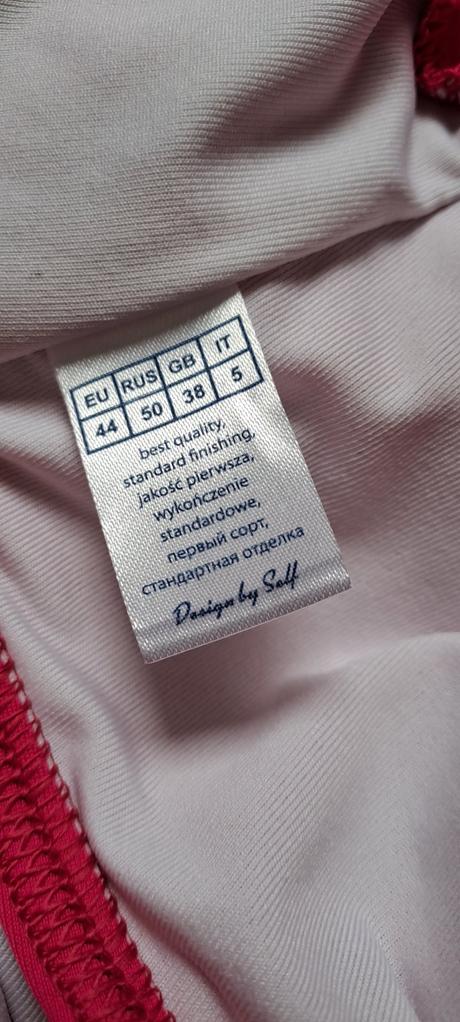 EU RUS GB IT
44 50 38 5
best quality,
standard finishing,
jakość pierwsza,
wykończenie
standardowe,
первый сорт,
стандартная отделка
Design by Self